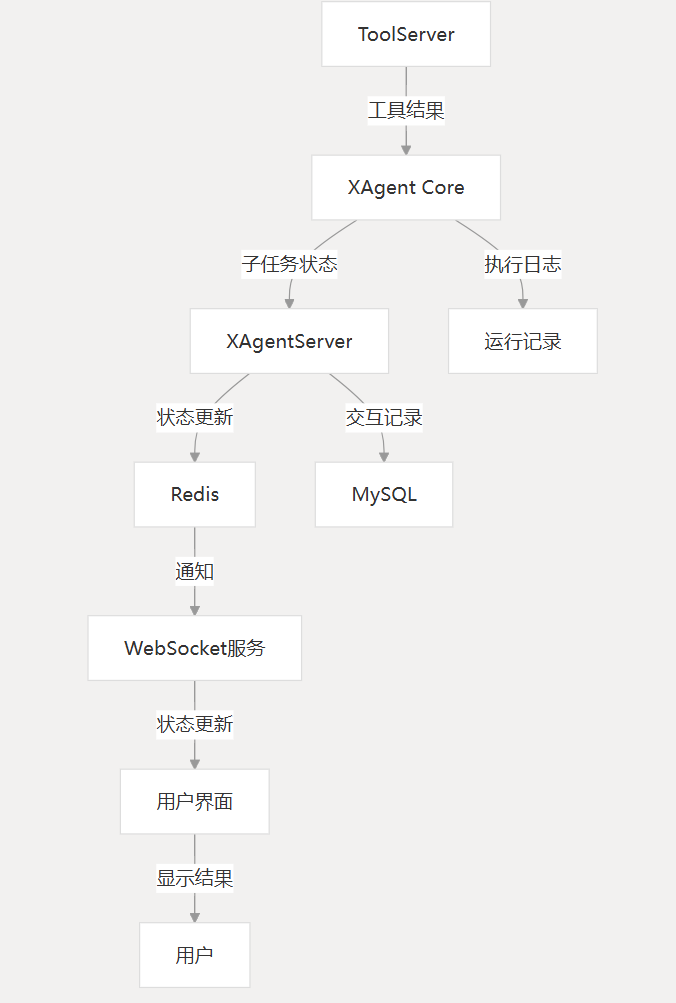 ToolServer
工具结果
XAgent Core
子任务状态
执行日志
XAgentServer
运行记录
状态更新
交互记录
Redis
MySQL
通知
WebSocket服务
状态更新
用户界面
显示结果
用户